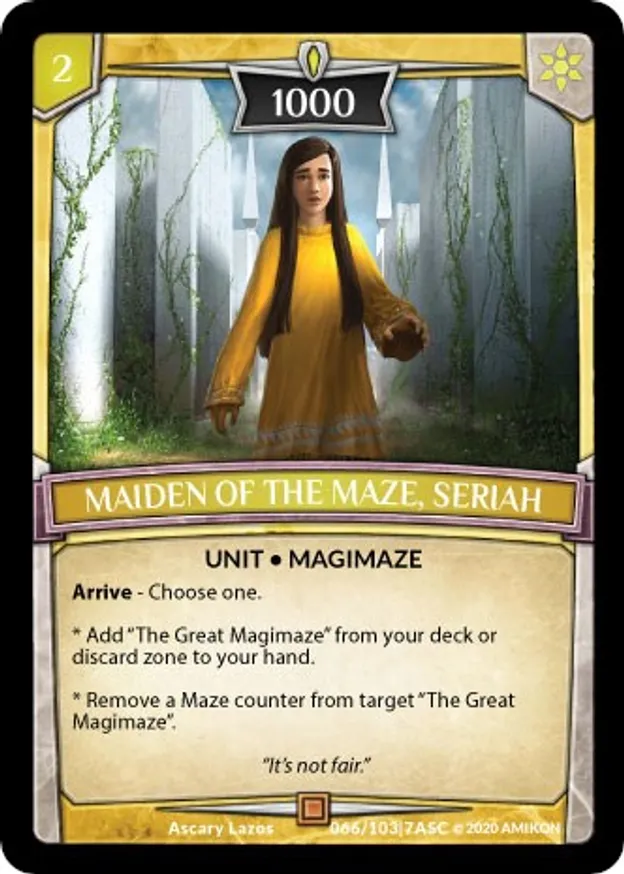 2
1000
MAIDEN OF THE MAZE, SERIAH
UNIT • MAGIMAZE
Arrive - Choose one.
* Add “The Great Magimaze” from your deck or
discard zone to your hand.
* Remove a Maze counter from target “The Great
Magimaze”.
“It’s not fair.”
Ascary Lazos 066/103|7ASC © 2020 AMIKON